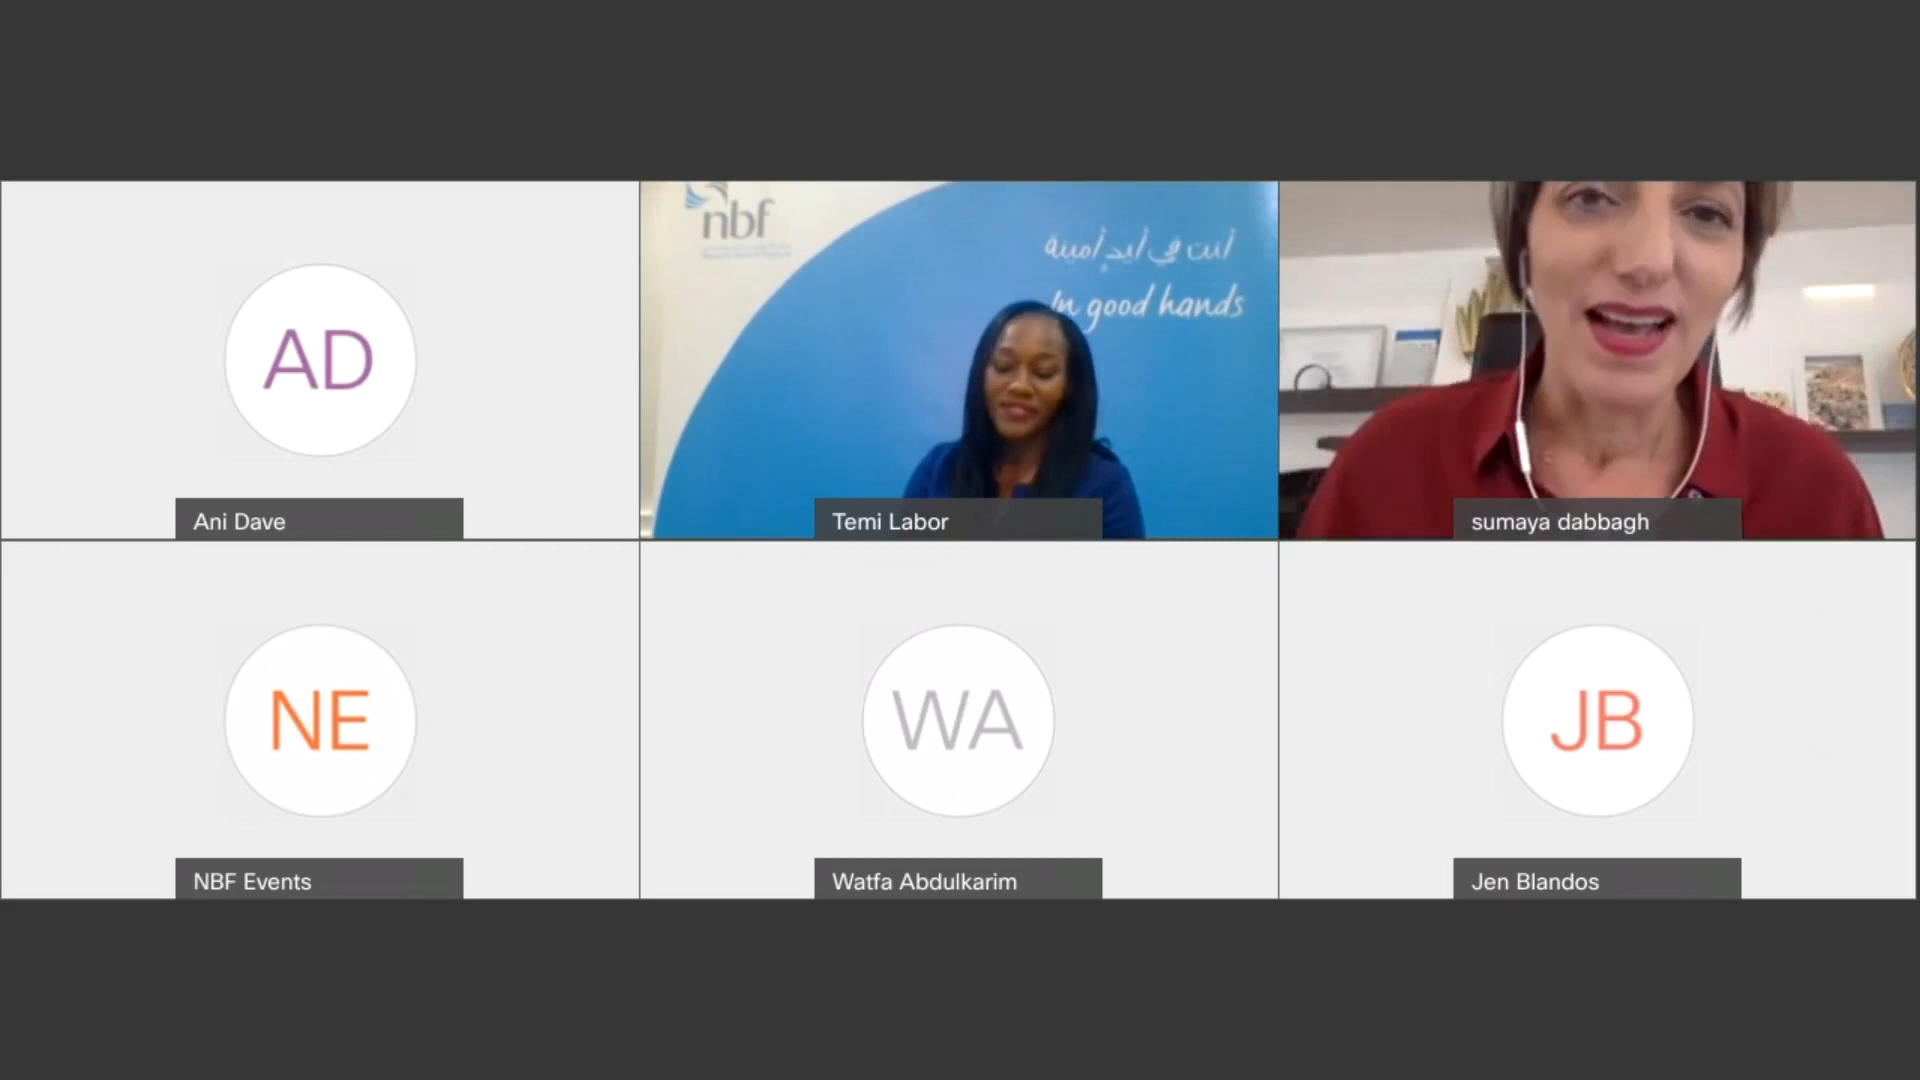 AD
Ani Dave
nbf
أنت في أيدٍ أمينة
In good hands
Temi Labor
sumaya dabbagh
NE
NBF Events
WA
Watfa Abdulkarim
JB
Jen Blandos